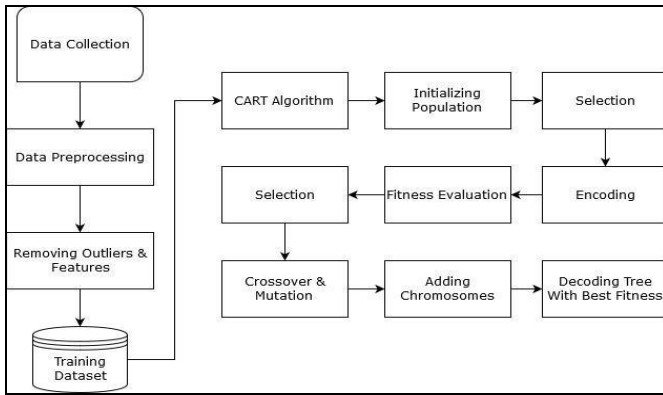 Data Collection
Data Preprocessing
Removing Outliers &
Features
Training
Dataset
CART Algorithm
Initializing
Population
Selection
Encoding
Fitness Evaluation
Selection
Crossover &
Mutation
Adding
Chromosomes
Decoding Tree
With Best Fitness